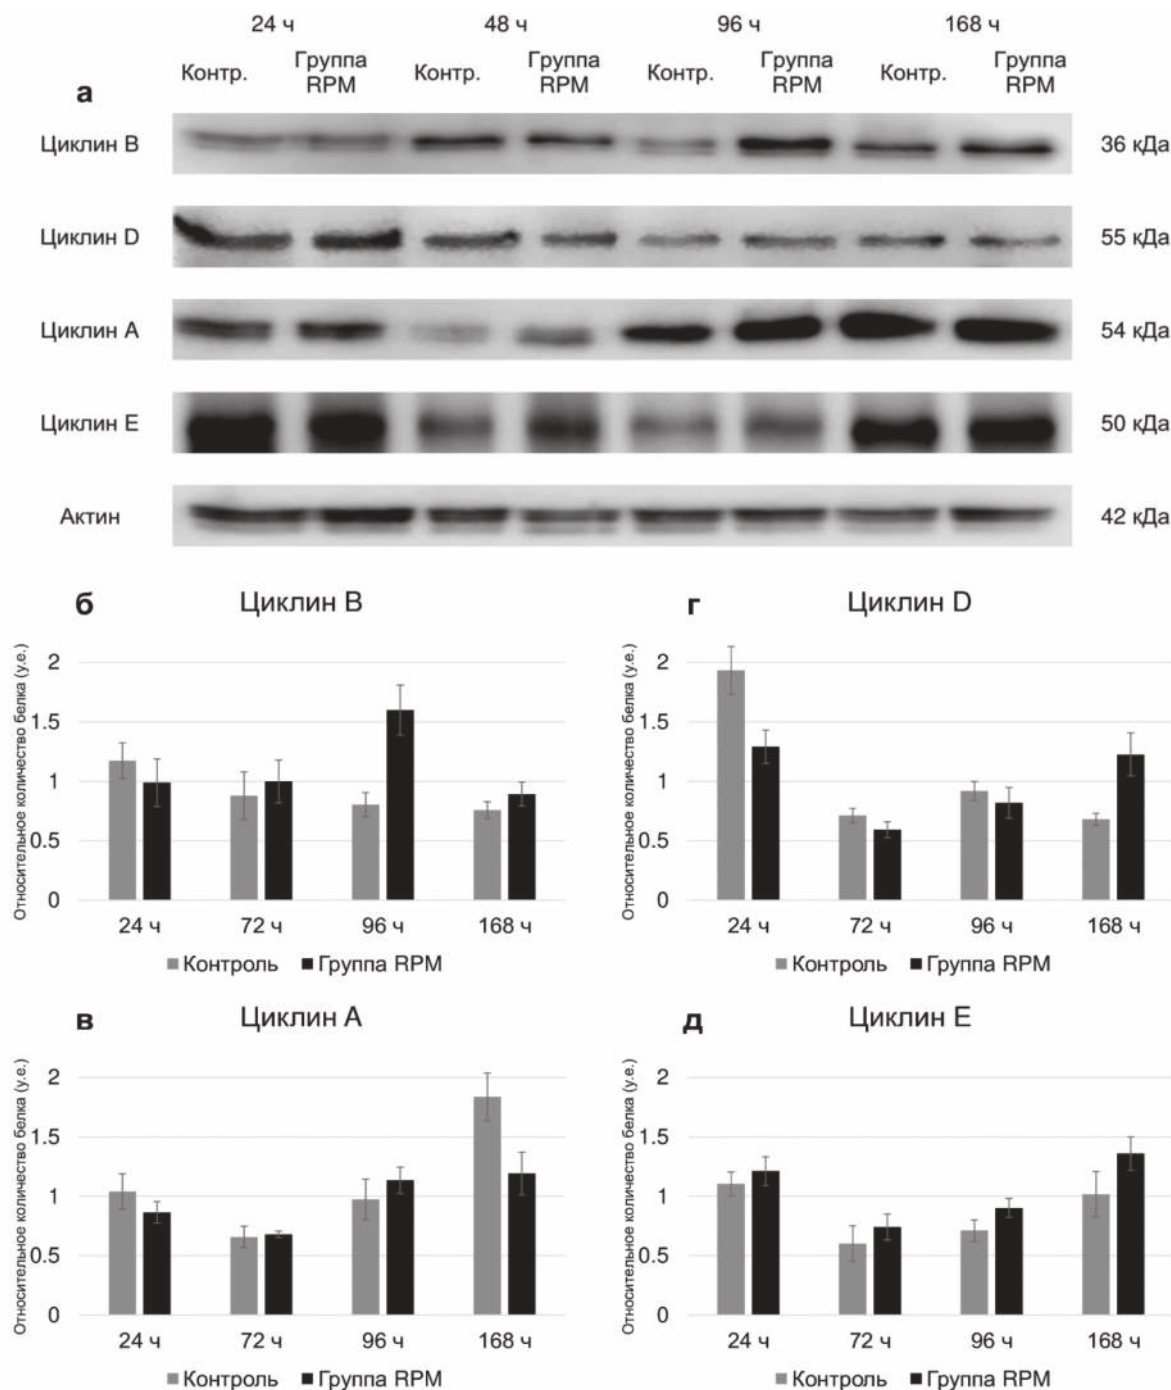 24 ч 48 ч 96 ч 168 ч
Контр. Группа RPM Контр. Группа RPM Контр. Группа RPM Контр. Группа RPM
а
Циклин B 36 кДа
Циклин D 55 кДа
Циклин A 54 кДа
Циклин E 50 кДа
Актин 42 кДа
б Циклин B
Относительное количество белка (у.е.)
2
1.5
1
0.5
0
24 ч 72 ч 96 ч 168 ч
Контроль Группа RPM
г Циклин D
Относительное количество белка (у.е.)
2
1.5
1
0.5
0
24 ч 72 ч 96 ч 168 ч
Контроль Группа RPM
в Циклин A
Относительное количество белка (у.е.)
2
1.5
1
0.5
0
24 ч 72 ч 96 ч 168 ч
Контроль Группа RPM
д Циклин E
Относительное количество белка (у.е.)
2
1.5
1
0.5
0
24 ч 72 ч 96 ч 168 ч
Контроль Группа RPM